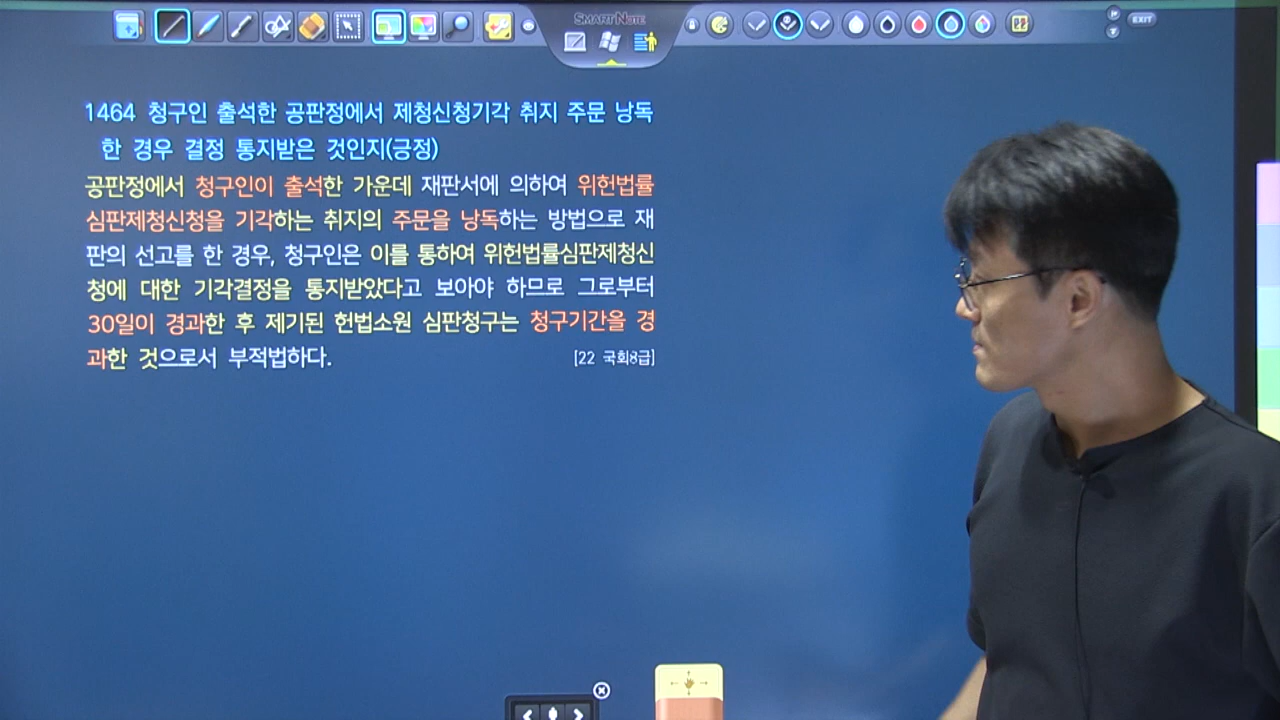 SMART NOTE
EXIT
1464 청구인 출석한 공판정에서 제청신청기각 취지 주문 낭독
한 경우 결정 통지받은 것인지(긍정)
공판정에서 청구인이 출석한 가운데 재판서에 의하여 위헌법률
심판제청신청을 기각하는 취지의 주문을 낭독하는 방법으로 재
판의 선고를 한 경우, 청구인은 이를 통하여 위헌법률심판제청신
청에 대한 기각결정을 통지받았다고 보아야 하므로 그로부터
30일이 경과한 후 제기된 헌법소원 심판청구는 청구기간을 경
과한 것으로서 부적법하다.
[22 국회8급]